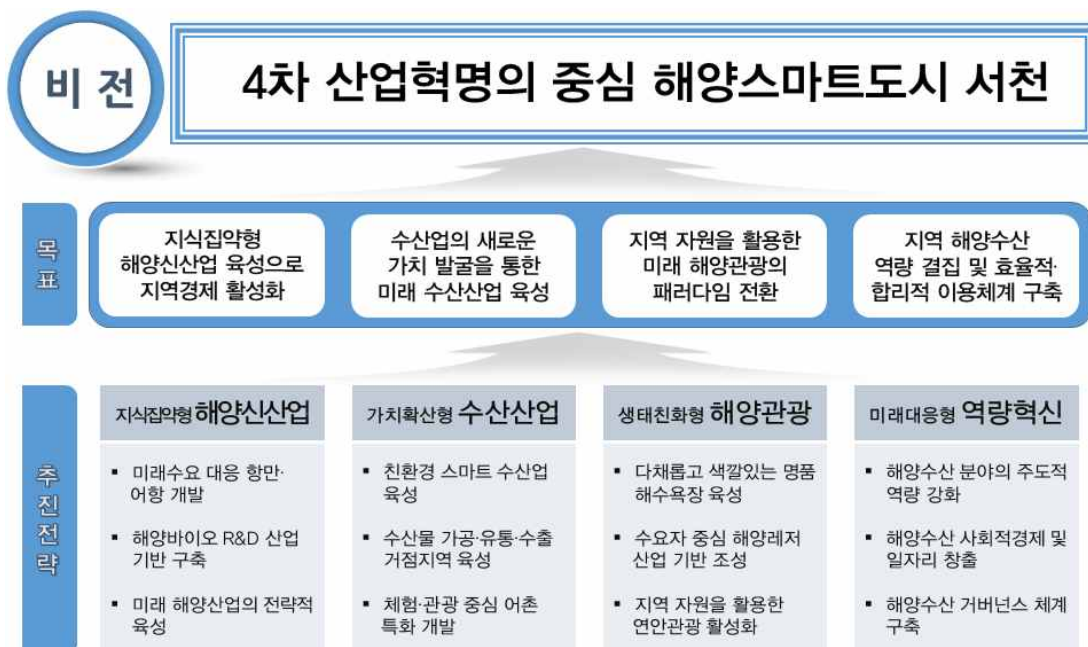 비 전
4차 산업혁명의 중심 해양스마트도시 서천
목
표
지식집약형
해양신산업 육성으로
지역경제 활성화
수산업의 새로운
가치 발굴을 통한
미래 수산산업 육성
지역 자원을 활용한
미래 해양관광의
패러다임 전환
지역 해양수산
역량 결집 및 효율적·
합리적 이용체계 구축
추
진
전
략
지식집약형 해양신산업
▪ 미래수요 대응 항만·
어항 개발
▪ 해양바이오 R&D 산업
기반 구축
▪ 미래 해양산업의 전략적
육성
가치확산형 수산산업
▪ 친환경 스마트 수산업
육성
▪ 수산물 가공·유통·수출
거점지역 육성
▪ 체험·관광 중심 어촌
특화 개발
생태친화형 해양관광
▪ 다채롭고 색깔있는 명품
해수욕장 육성
▪ 수요자 중심 해양레저
산업 기반 조성
▪ 지역 자원을 활용한
연안관광 활성화
미래대응형 역량혁신
▪ 해양수산 분야의 주도적
역량 강화
▪ 해양수산 사회적경제 및
일자리 창출
▪ 해양수산 거버넌스 체계
구축